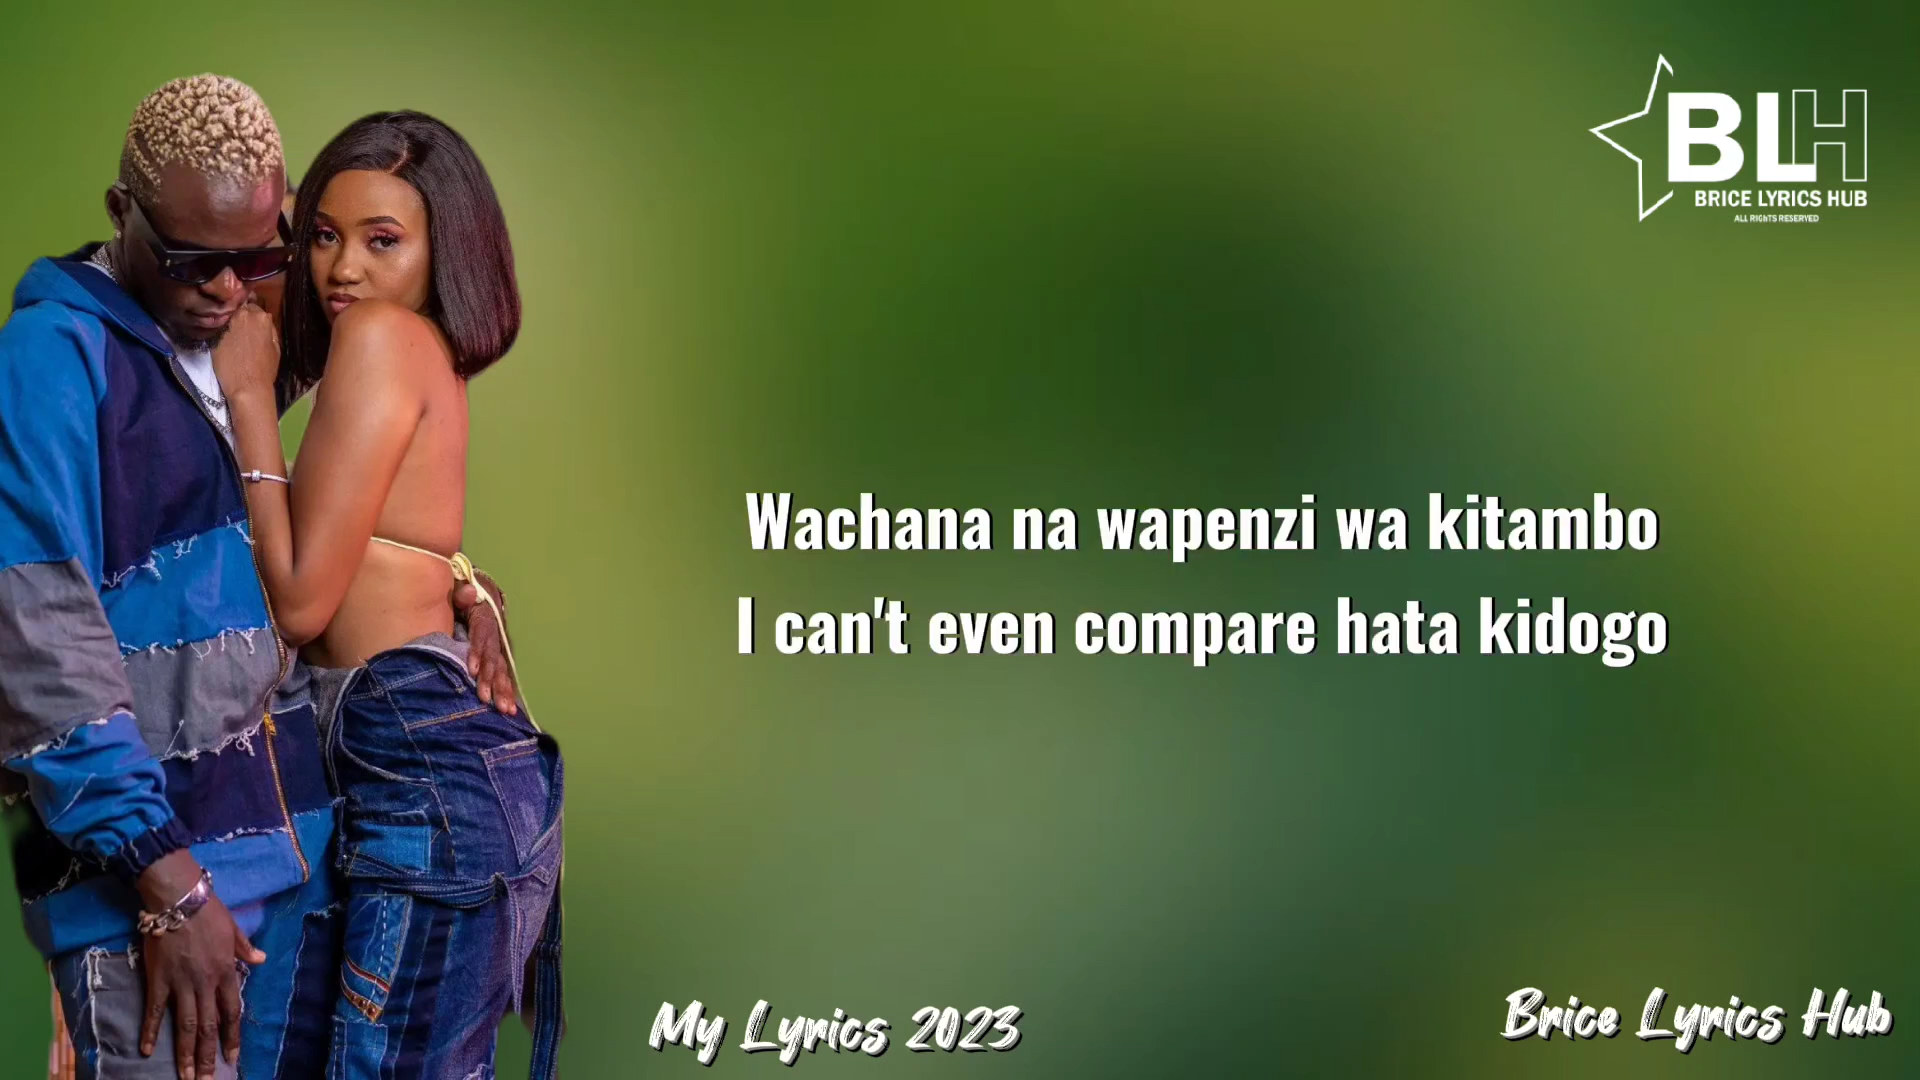 BLH
BRICE LYRICS HUB
ALL RIGHTS RESERVED
Wachana na wapenzi wa kitambo
I can't even compare hata kidogo
My Lyrics 2023
Brice Lyrics Hub